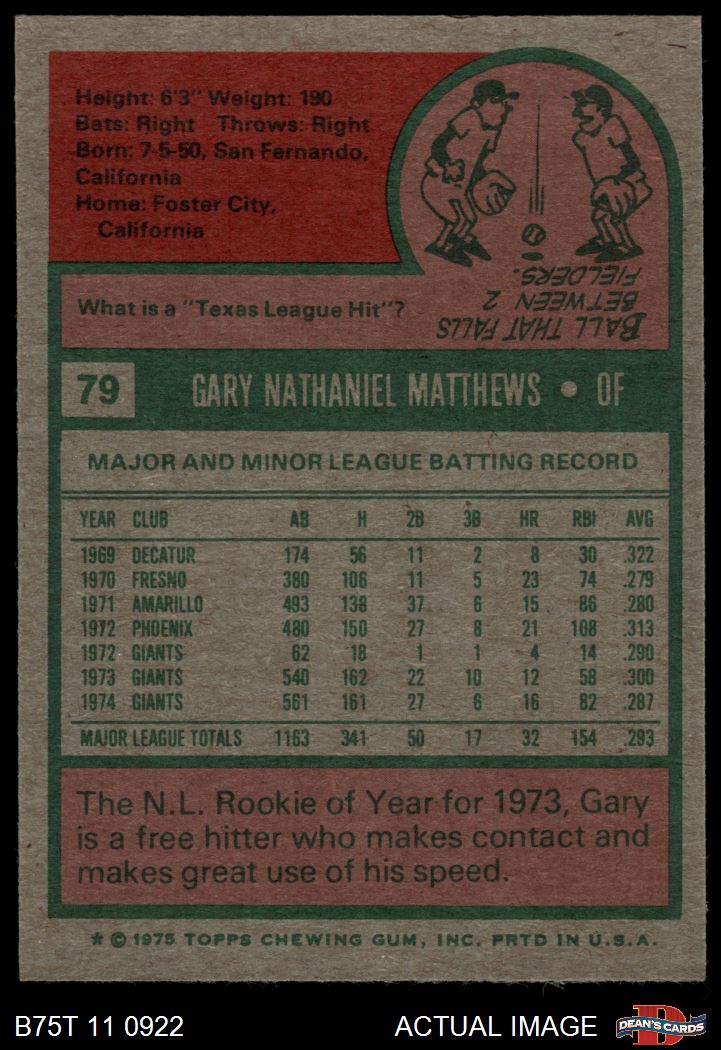 Height: 6'3" Weight: 190
Bats: Right Throws: Right
Born: 7-5-50, San Fernando,
California
Home: Foster City,
California
What is a "Texas League Hit"?
BALL THAT FALLS
BETWEEN 2
FIELDERS.
79 GARY NATHANIEL MATTHEWS • OF
MAJOR AND MINOR LEAGUE BATTING RECORD
YEAR CLUB AB H 2B 3B HR RBI AVG
1969 DECATUR 174 56 11 2 8 30 .322
1970 FRESNO 380 106 11 5 23 74 .279
1971 AMARILLO 493 138 37 6 15 86 .280
1972 PHOENIX 480 150 27 8 21 108 .313
1972 GIANTS 62 18 1 1 4 14 .290
1973 GIANTS 540 162 22 10 12 58 .300
1974 GIANTS 561 161 27 6 16 82 .287
MAJOR LEAGUE TOTALS 1163 341 50 17 32 154 .293
The N.L. Rookie of Year for 1973, Gary
is a free hitter who makes contact and
makes great use of his speed.
* © 1975 TOPPS CHEWING GUM, INC. PRTD IN U.S.A.
B75T 11 0922 ACTUAL IMAGE
D
DEAN'S CARDS